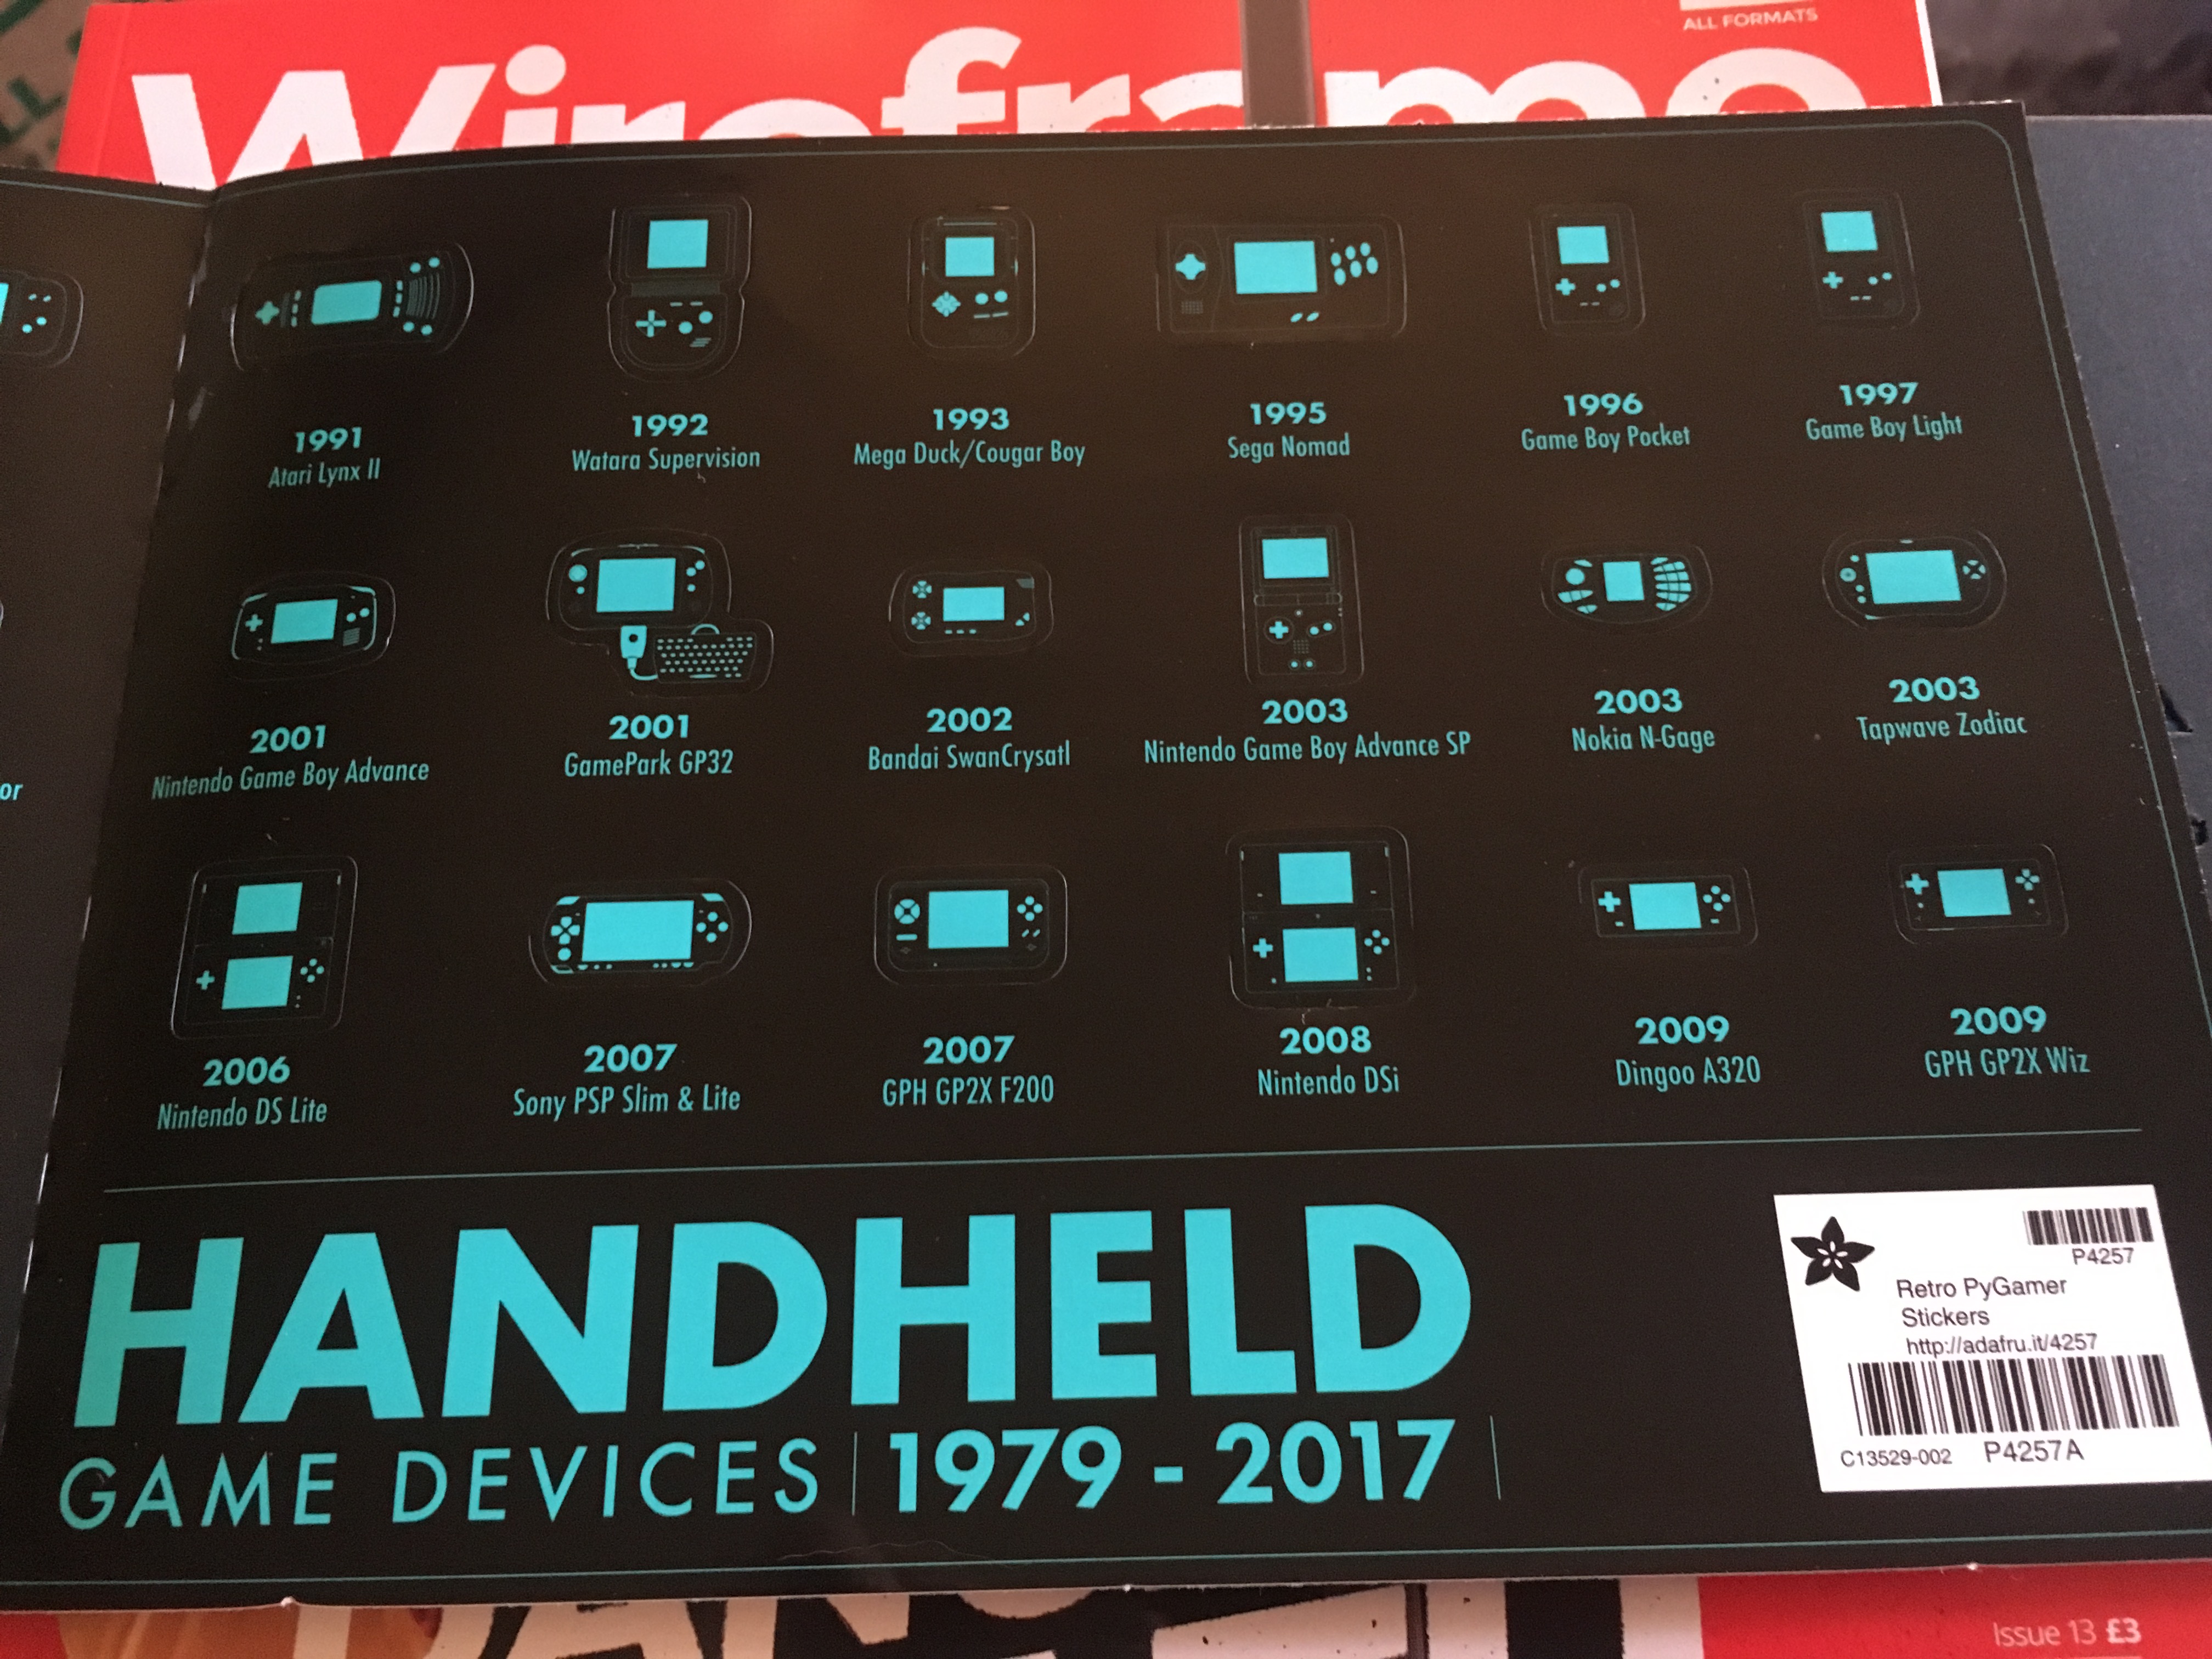 ALL FORMATS
Wireframe
1991
Atari Lynx II
1992
Watara Supervision
1993
Mega Duck/Cougar Boy
1995
Sega Nomad
1996
Game Boy Pocket
1997
Game Boy Light
or
2001
Nintendo Game Boy Advance
2001
GamePark GP32
2002
Bandai SwanCrysatl
2003
Nintendo Game Boy Advance SP
2003
Nokia N-Gage
2003
Tapwave Zodiac
2006
Nintendo DS Lite
2007
Sony PSP Slim & Lite
2007
GPH GP2X F200
2008
Nintendo DSi
2009
Dingoo A320
2009
GPH GP2X Wiz
HANDHELD
GAME DEVICES | 1979 - 2017 |
P4257
Retro PyGamer
Stickers
http://adafru.it/4257
C13529-002 P4257A
Issue 13 £3